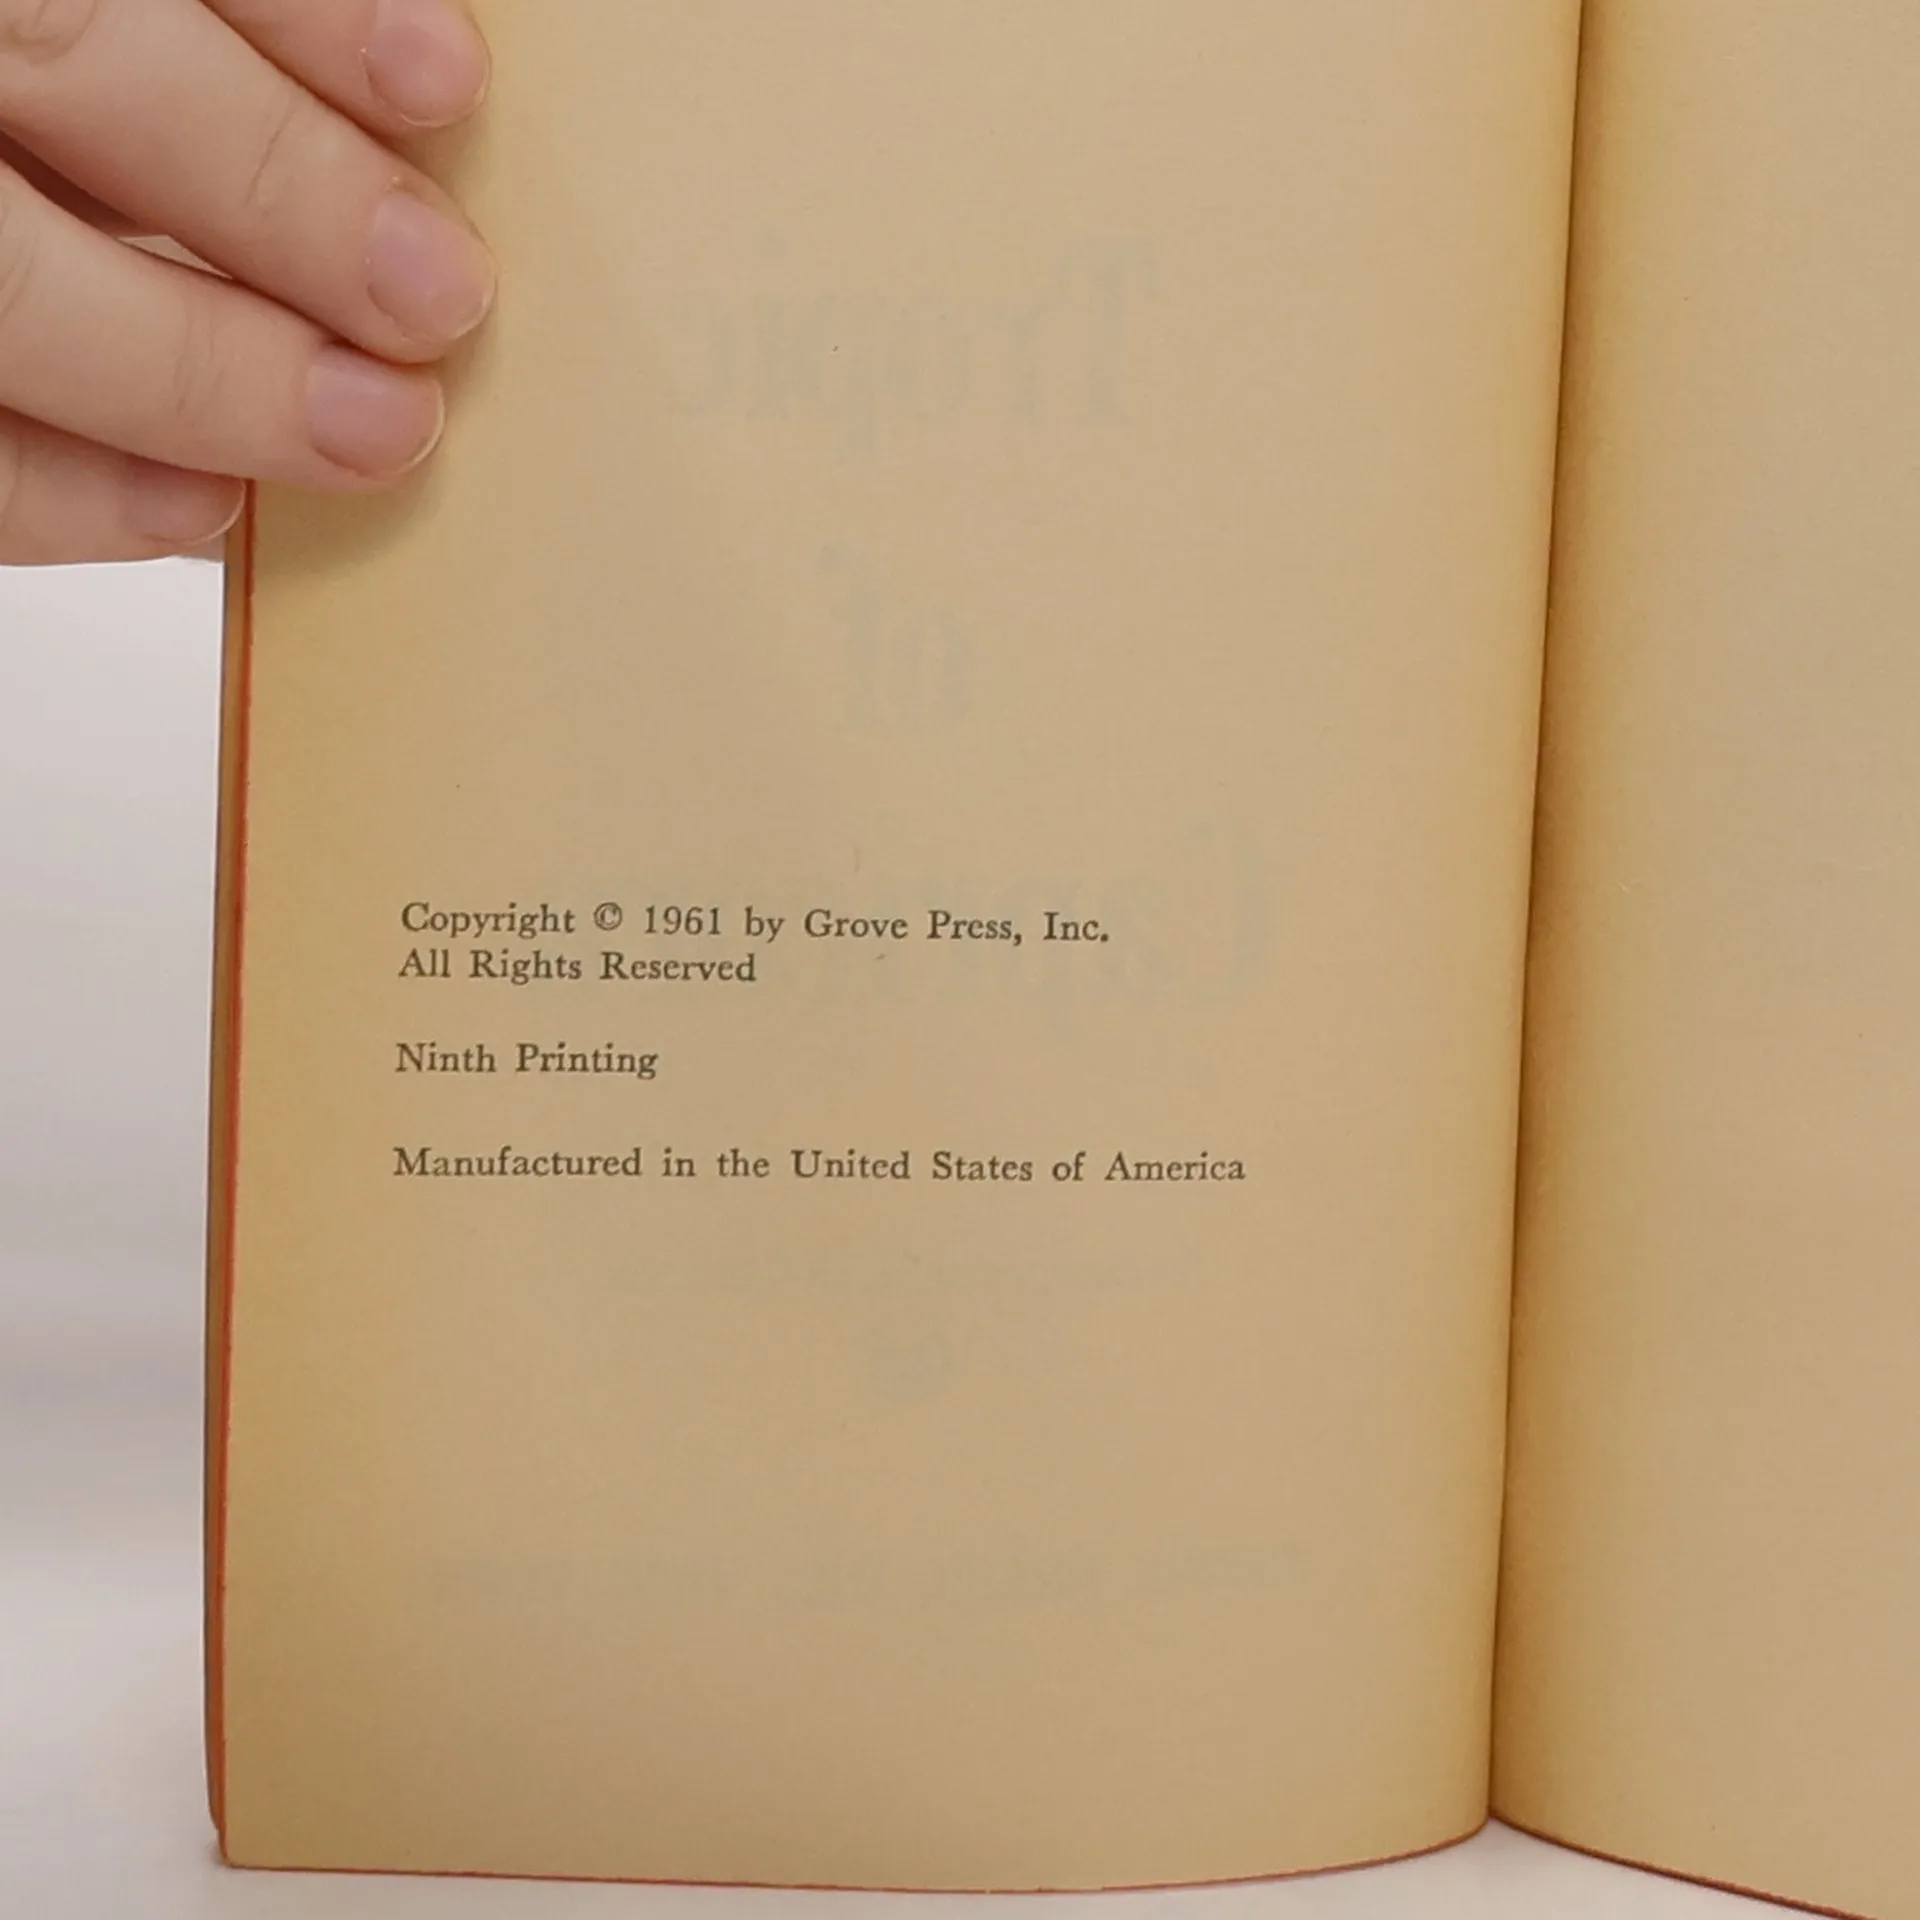 Copyright © 1961 by Grove Press, Inc.
All Rights Reserved
Ninth Printing
Manufactured in the United States of America